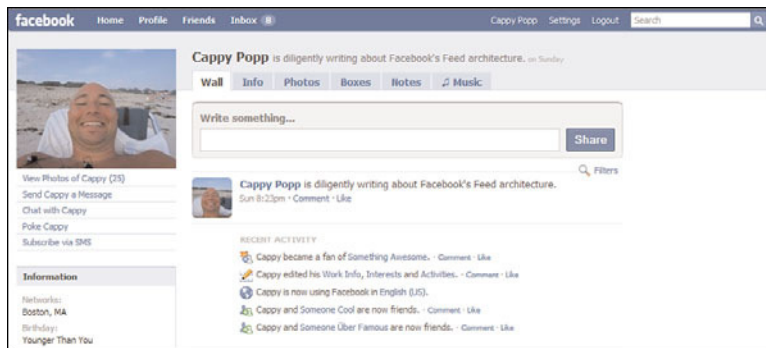 facebook Home Profile Friends Inbox 8 Cappy Popp Settings Logout Search
Cappy Popp is diligently writing about Facebook's Feed architecture. on Sunday
Wall Info Photos Boxes Notes Music
Write something...
Share
Filters
Cappy Popp is diligently writing about Facebook's Feed architecture.
Sun 8:23pm · Comment · Like
RECENT ACTIVITY
Cappy became a fan of Something Awesome. · Comment · Like
Cappy edited his Work Info, Interests and Activities. · Comment · Like
Cappy is now using Facebook in English (US).
Cappy and Someone Cool are now friends. · Comment · Like
Cappy and Someone Über Famous are now friends. · Comment · Like
View Photos of Cappy (25)
Send Cappy a Message
Chat with Cappy
Poke Cappy
Subscribe via SMS
Information
Networks:
Boston, MA
Birthday:
Younger Than You